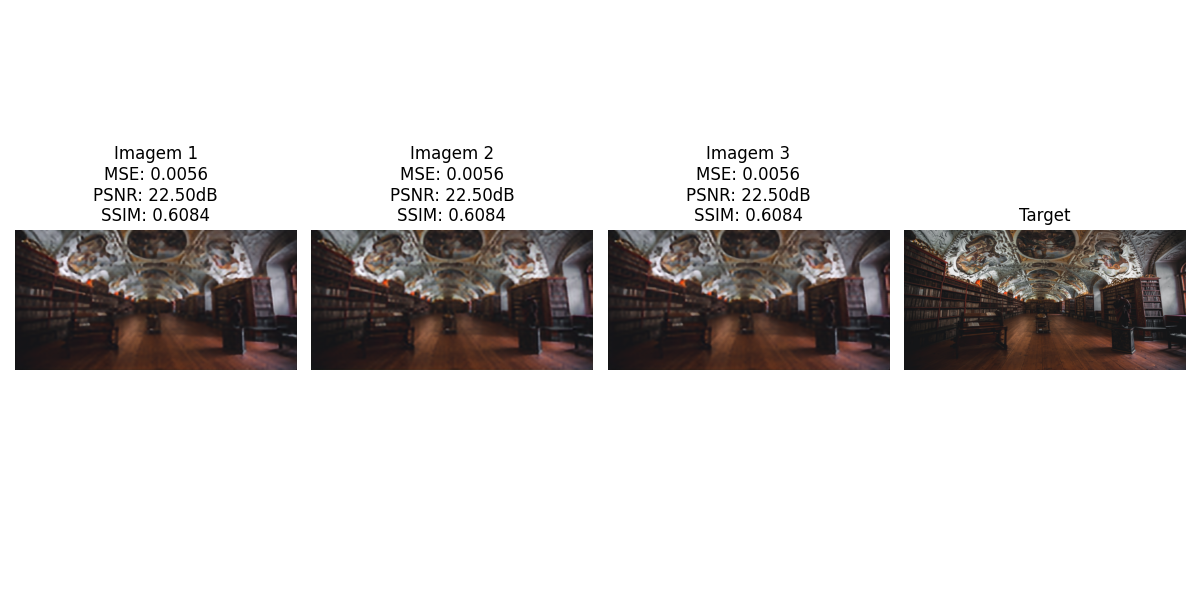 Imagem 1
MSE: 0.0056
PSNR: 22.50dB
SSIM: 0.6084
Imagem 2
MSE: 0.0056
PSNR: 22.50dB
SSIM: 0.6084
Imagem 3
MSE: 0.0056
PSNR: 22.50dB
SSIM: 0.6084
Target